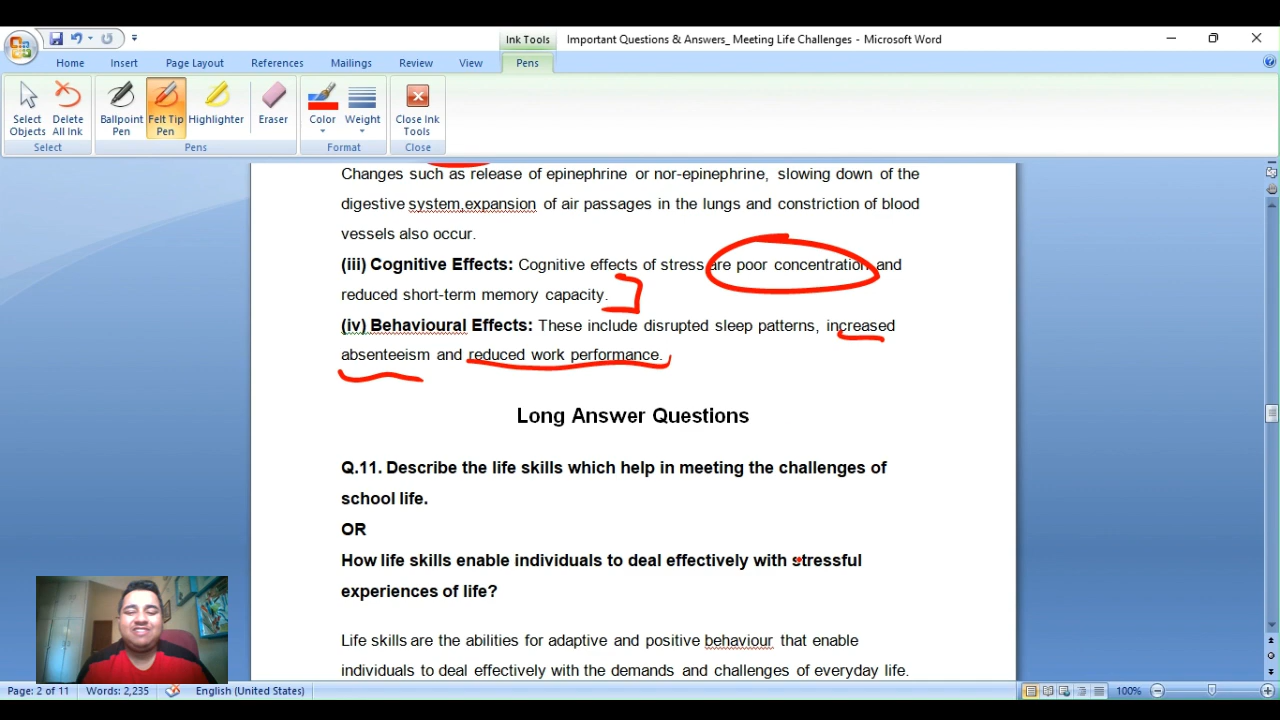 Ink Tools
Important Questions & Answers_ Meeting Life Challenges - Microsoft Word
Home Insert Page Layout References Mailings Review View Pens
Select Objects
Delete All Ink
Ballpoint Pen
Felt Tip Pen
Highlighter
Eraser
Color
Weight
Close Ink Tools
Select Pens Format Close
Changes such as release of epinephrine or nor-epinephrine, slowing down of the
digestive system,expansion of air passages in the lungs and constriction of blood
vessels also occur.
(iii) Cognitive Effects: Cognitive effects of stress are poor concentration and
reduced short-term memory capacity.
(iv) Behavioural Effects: These include disrupted sleep patterns, increased
absenteeism and reduced work performance.
Long Answer Questions
Q.11. Describe the life skills which help in meeting the challenges of
school life.
OR
How life skills enable individuals to deal effectively with stressful
experiences of life?
Life skills are the abilities for adaptive and positive behaviour that enable
individuals to deal effectively with the demands and challenges of everyday life.
Page: 2 of 11 Words: 2,235 English (United States) 100%